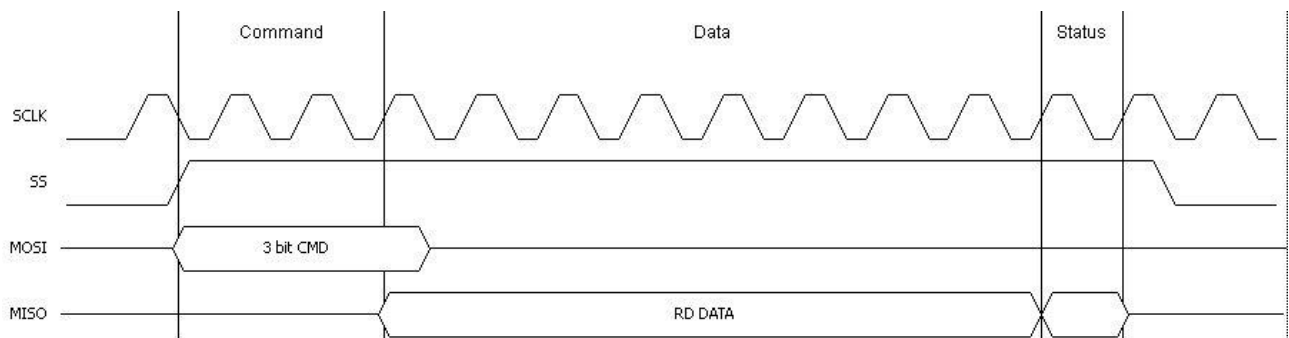 Command Data Status
SCLK
SS
MOSI 3 bit CMD
MISO RD DATA